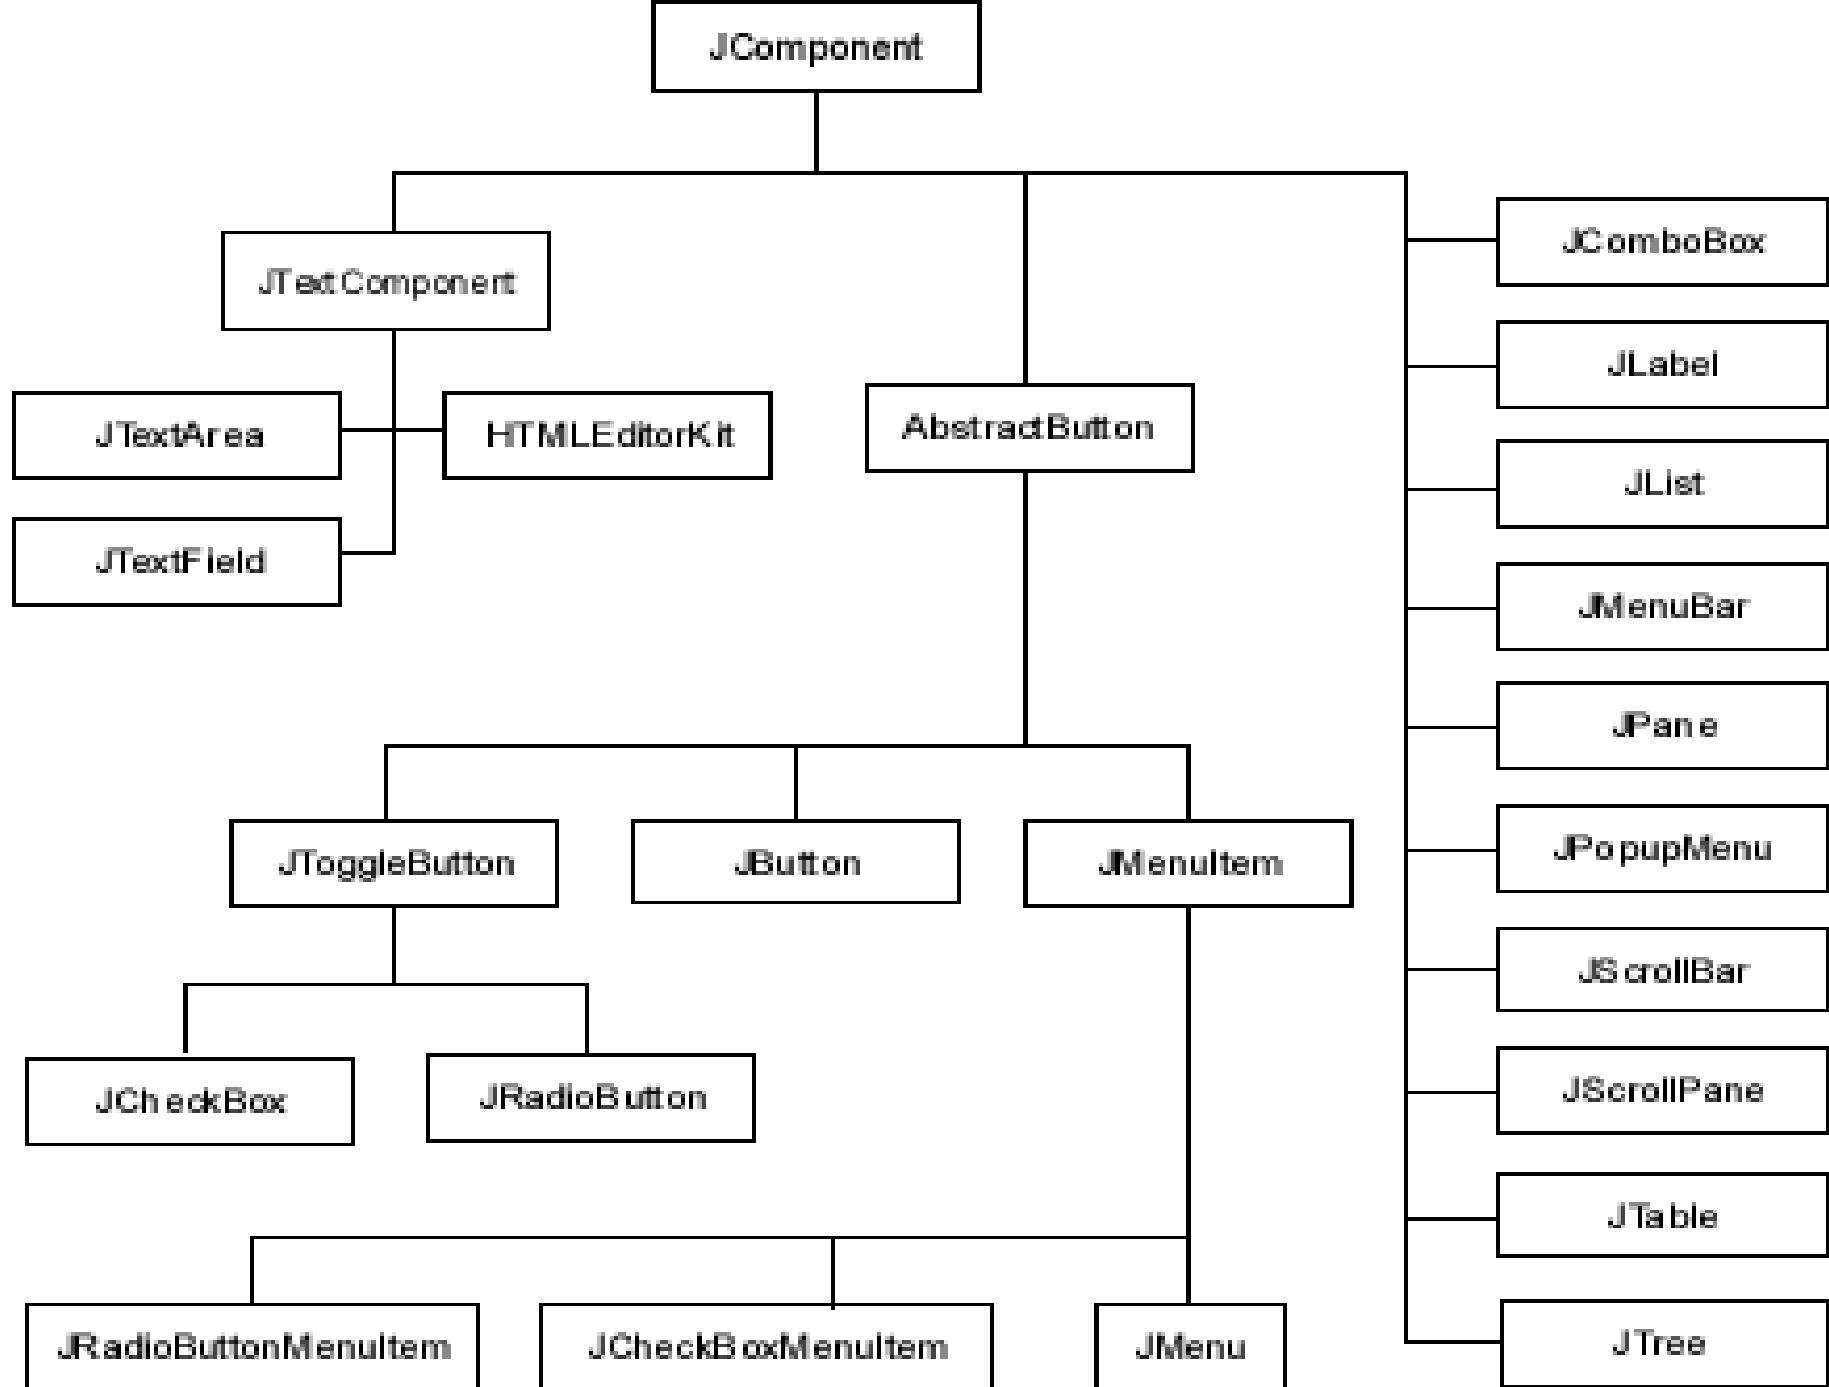 JComponent
JTextComponent
JTextArea
HTMLEditorKit
JTextField
AbstractButton
JToggleButton
JButton
JMenuItem
JCheckBox
JRadioButton
JRadioButtonMenuItem
JCheckBoxMenuItem
JMenu
JComboBox
JLabel
JList
JMenuBar
JPane
JPopupMenu
JScrollBar
JScrollPane
JTable
JTree